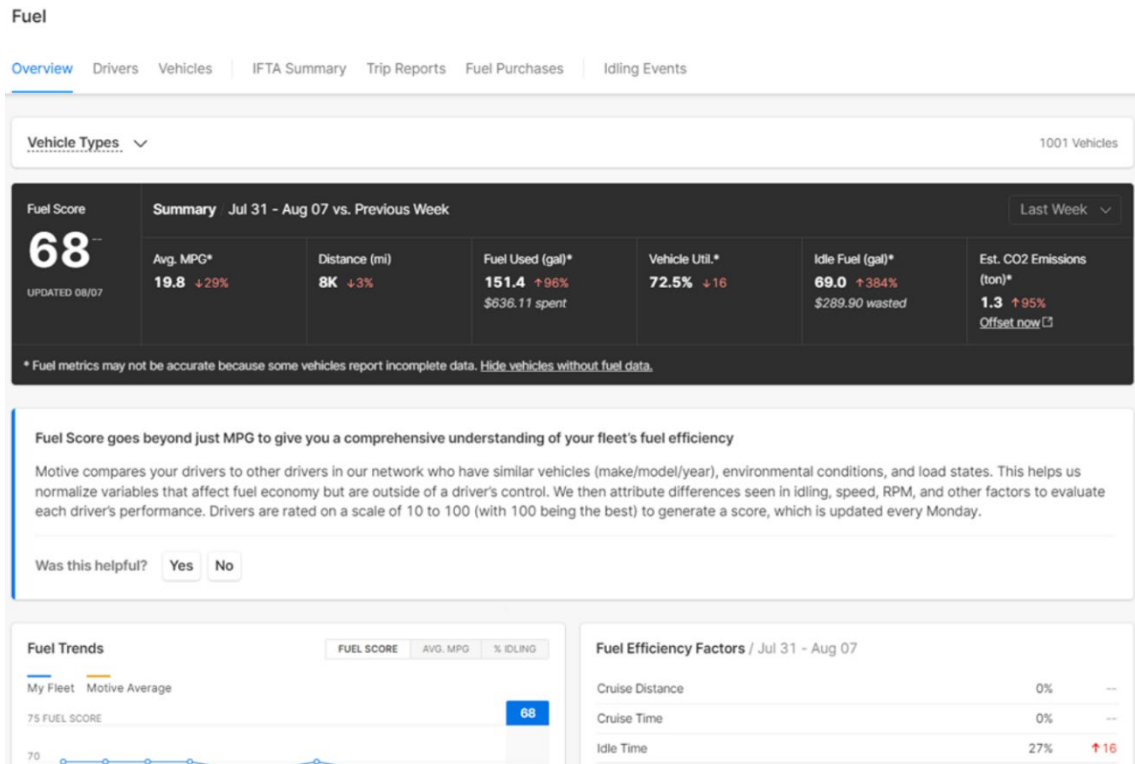 Fuel
Overview Drivers Vehicles IFTA Summary Trip Reports Fuel Purchases Idling Events
Vehicle Types 1001 Vehicles
Fuel Score
68 --
UPDATED 08/07
Summary Jul 31 - Aug 07 vs. Previous Week
Last Week
Avg. MPG*
19.8 ↓29%
Distance (mi)
8K ↓3%
Fuel Used (gal)*
151.4 ↑96%
$636.11 spent
Vehicle Util.*
72.5% ↓16
Idle Fuel (gal)*
69.0 ↑384%
$289.90 wasted
Est. CO2 Emissions
(ton)*
1.3 ↑95%
Offset now
* Fuel metrics may not be accurate because some vehicles report incomplete data. Hide vehicles without fuel data.
Fuel Score goes beyond just MPG to give you a comprehensive understanding of your fleet's fuel efficiency
Motive compares your drivers to other drivers in our network who have similar vehicles (make/model/year), environmental conditions, and load states. This helps us
normalize variables that affect fuel economy but are outside of a driver's control. We then attribute differences seen in idling, speed, RPM, and other factors to evaluate
each driver's performance. Drivers are rated on a scale of 10 to 100 (with 100 being the best) to generate a score, which is updated every Monday.
Was this helpful? Yes No
Fuel Trends
FUEL SCORE AVG. MPG % IDLING
My Fleet Motive Average
75 FUEL SCORE
68
70
Fuel Efficiency Factors / Jul 31 - Aug 07
Cruise Distance 0% --
Cruise Time 0% --
Idle Time 27% ↑16